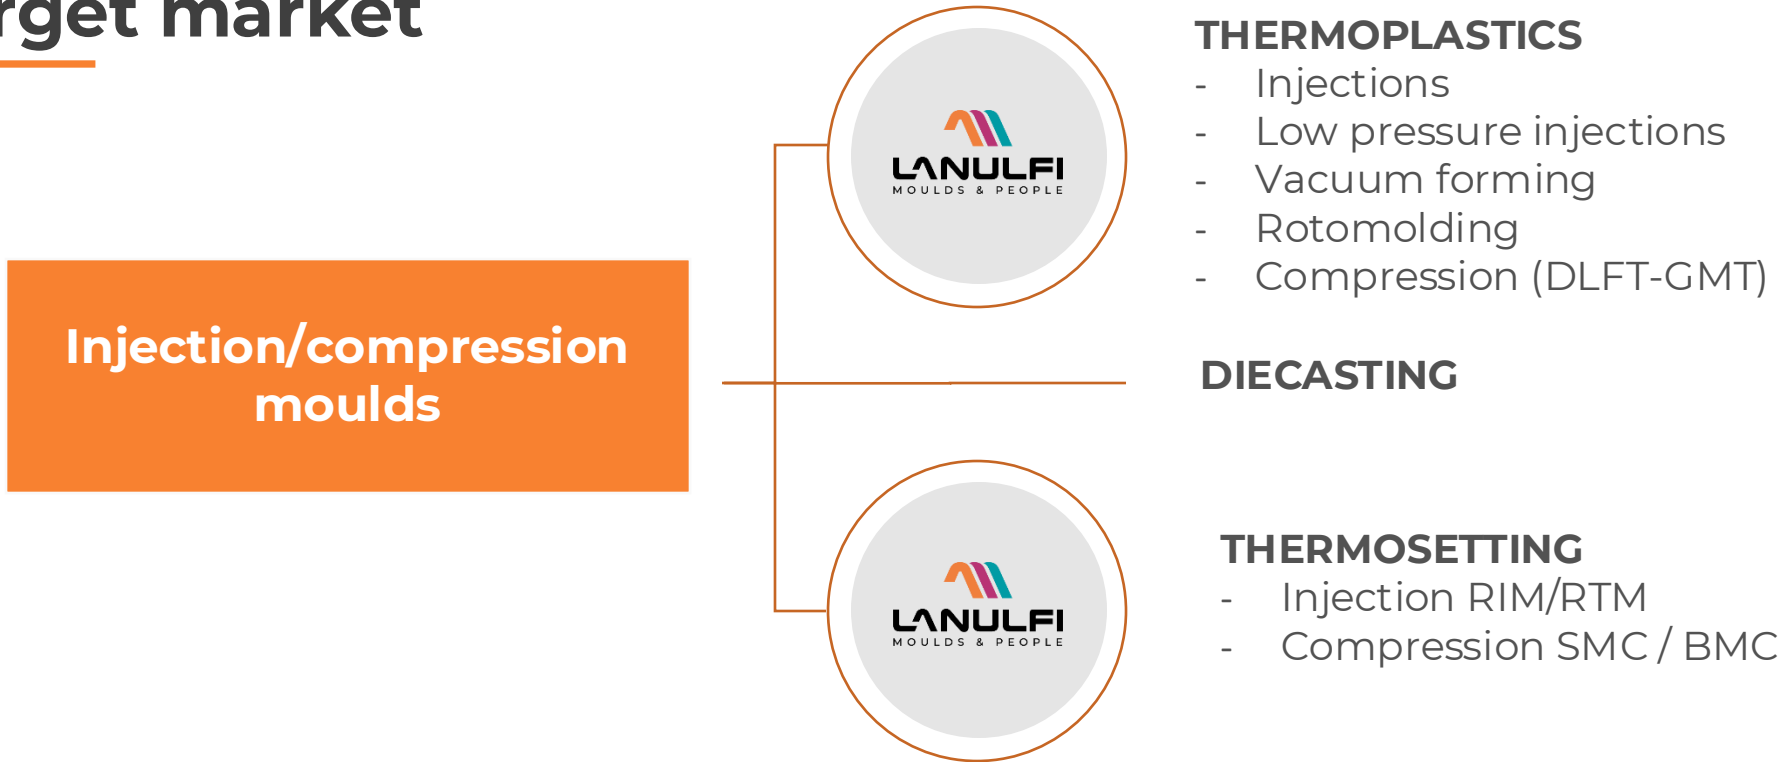 rget market
Injection/compression
moulds
LANULFI
MOULDS & PEOPLE
THERMOPLASTICS
- Injections
- Low pressure injections
- Vacuum forming
- Rotomolding
- Compression (DLFT-GMT)
DIECASTING
LANULFI
MOULDS & PEOPLE
THERMOSETTING
- Injection RIM/RTM
- Compression SMC / BMC